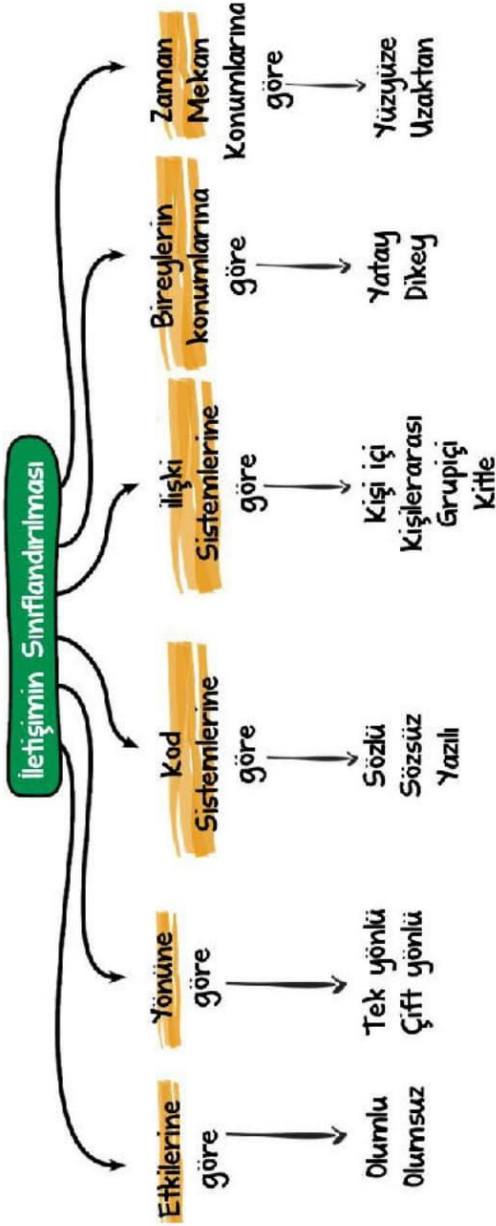 İletişimin Sınıflandırılması
Etkilerine
göre
Olumlu
Olumsuz
Yönüne
göre
Tek yönlü
Çift yönlü
Kod
Sistemlerine
göre
Sözlü
Sözsüz
Yazılı
İlişki
Sistemlerine
göre
Kişi içi
Kişilerarası
Grupiçi
Kitle
Bireylerin
konumlarına
göre
Yatay
Dikey
Zaman
Mekan
Konumlarına
göre
Yüzyüze
Uzaktan